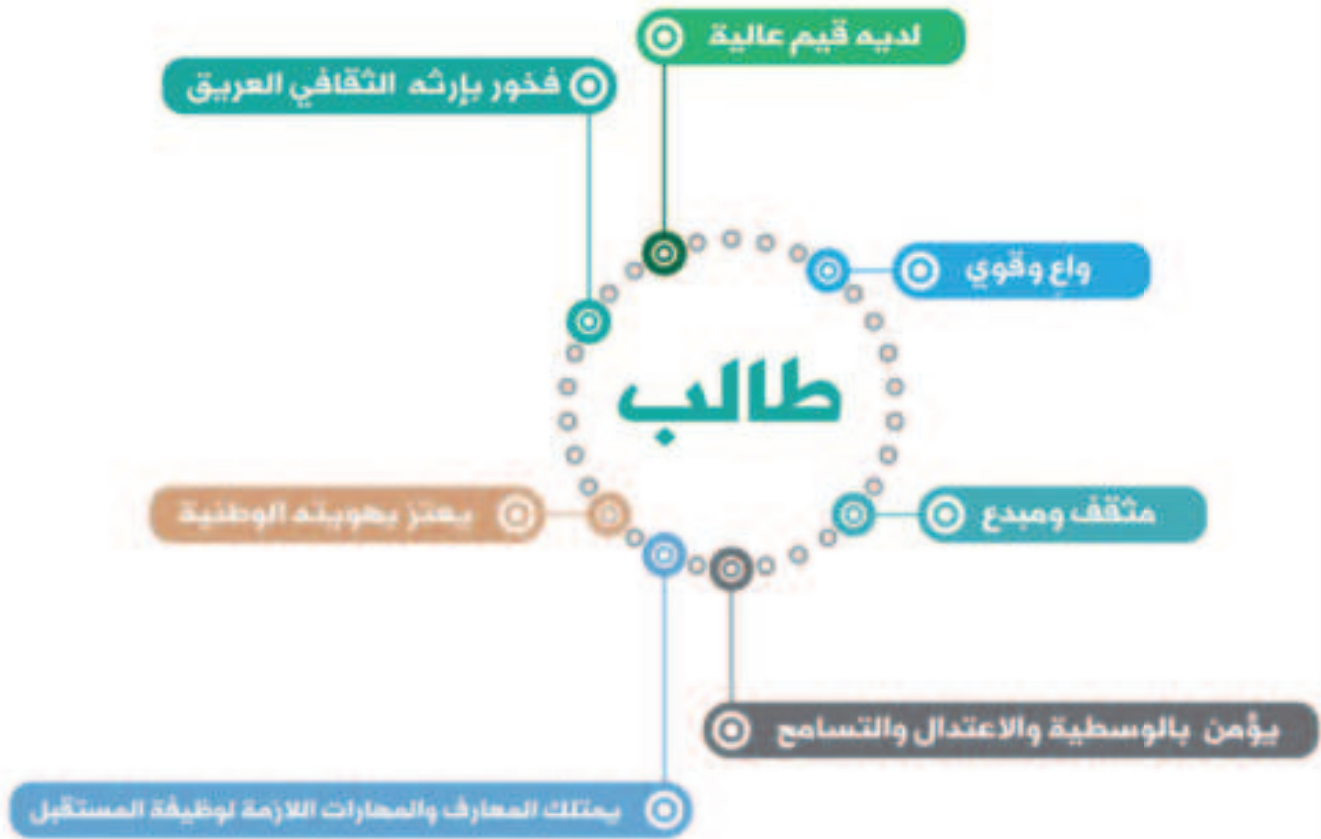 لديه قيم عالية
فخور بإرثه الثقافي العريق
واعٍ وقوي
طالب
يعتز بهويته الوطنية
مثقف ومبدع
يؤمن بالوسطية والاعتدال والتسامح
يمتلك المعارف والمهارات اللازمة لوظيفة المستقبل